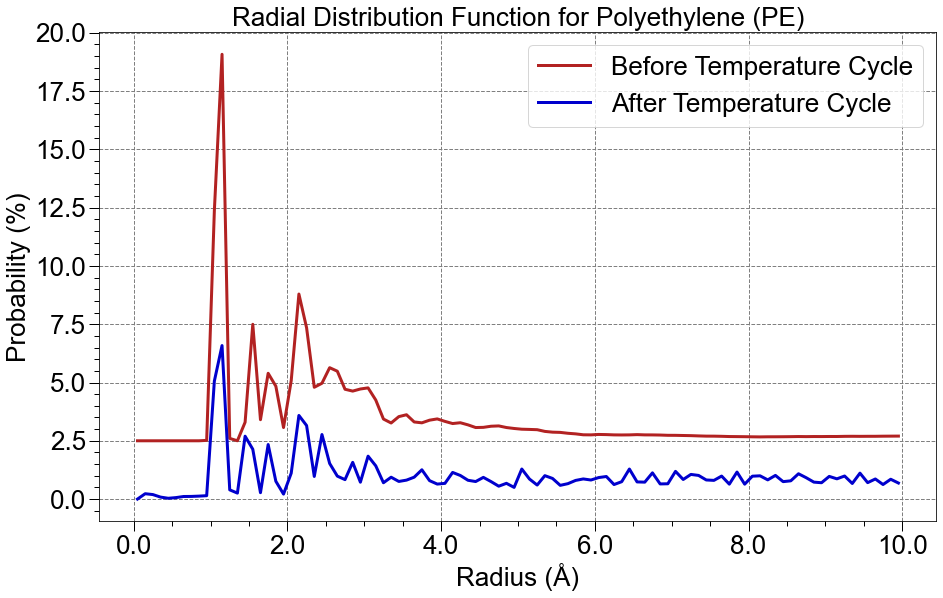 Radial Distribution Function for Polyethylene (PE)
Before Temperature Cycle
After Temperature Cycle
Probability (%)
20.0
17.5
15.0
12.5
10.0
7.5
5.0
2.5
0.0
0.0 2.0 4.0 6.0 8.0 10.0
Radius (Å)